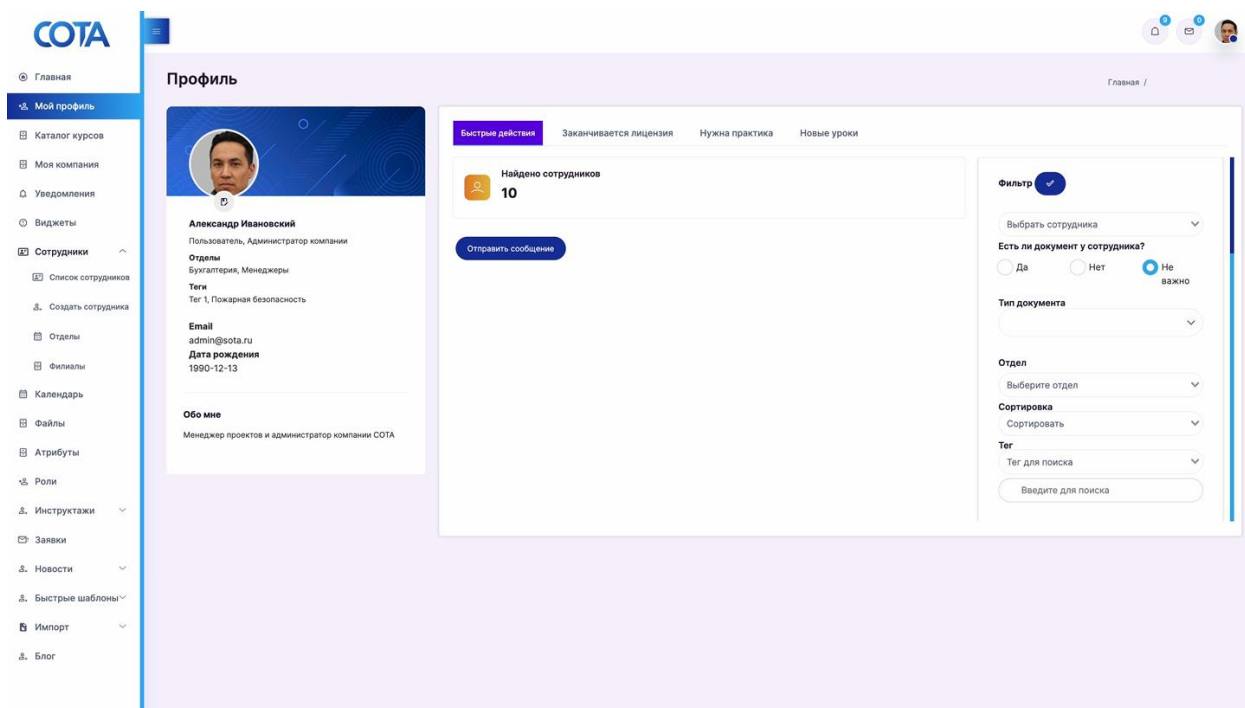 СОТА
9
0
Главная
Мой профиль
Каталог курсов
Моя компания
Уведомления
Виджеты
Сотрудники
Список сотрудников
Создать сотрудника
Отделы
Филиалы
Календарь
Файлы
Атрибуты
Роли
Инструктажи
Заявки
Новости
Быстрые шаблоны
Импорт
Блог
Профиль
Главная /
Александр Ивановский
Пользователь, Администратор компании
Отделы
Бухгалтерия, Менеджеры
Теги
Тег 1, Пожарная безопасность
Email
admin@sota.ru
Дата рождения
1990-12-13
Обо мне
Менеджер проектов и администратор компании СОТА
Быстрые действия Заканчивается лицензия Нужна практика Новые уроки
Найдено сотрудников
10
Отправить сообщение
Фильтр
Выбрать сотрудника
Есть ли документ у сотрудника?
Да Нет Не
важно
Тип документа
Отдел
Выберите отдел
Сортировка
Сортировать
Тег
Тег для поиска
Введите для поиска